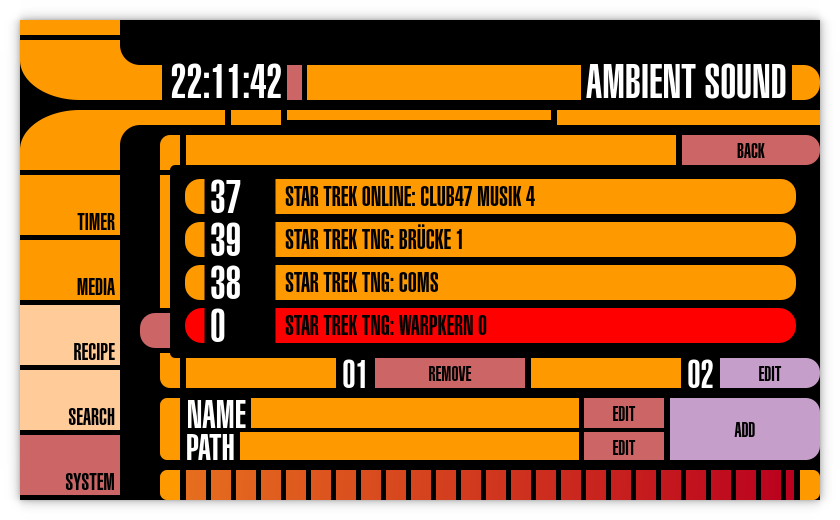 22:11:42 AMBIENT SOUND
BACK
37 STAR TREK ONLINE: CLUB47 MUSIK 4
TIMER
39 STAR TREK TNG: BRÜCKE 1
MEDIA
38 STAR TREK TNG: COMS
0 STAR TREK TNG: WARPKERN 0
RECIPE
01 REMOVE 02 EDIT
SEARCH
NAME EDIT
ADD
PATH EDIT
SYSTEM